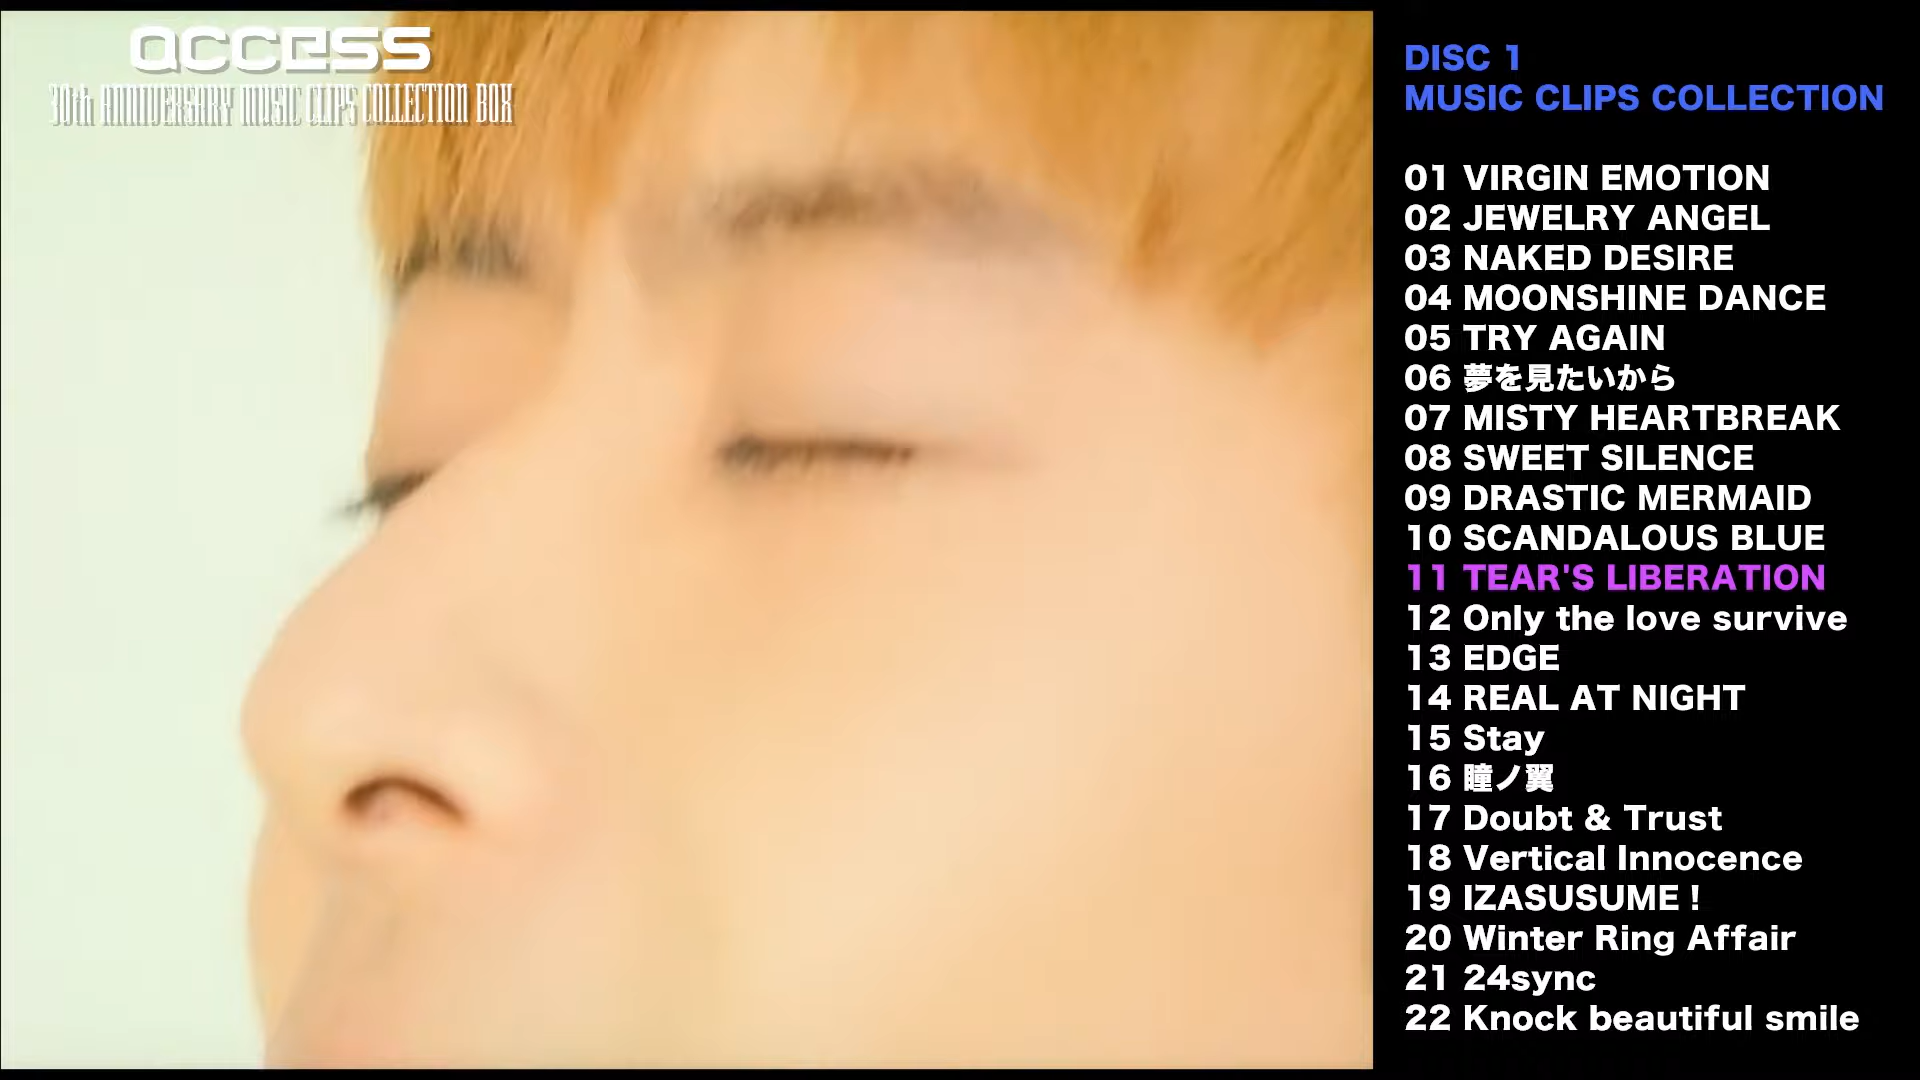 access
30th ANNIVERSARY MUSIC CLIPS COLLECTION BOX
DISC 1
MUSIC CLIPS COLLECTION
01 VIRGIN EMOTION
02 JEWELRY ANGEL
03 NAKED DESIRE
04 MOONSHINE DANCE
05 TRY AGAIN
06 夢を見たいから
07 MISTY HEARTBREAK
08 SWEET SILENCE
09 DRASTIC MERMAID
10 SCANDALOUS BLUE
11 TEAR'S LIBERATION
12 Only the love survive
13 EDGE
14 REAL AT NIGHT
15 Stay
16 瞳ノ翼
17 Doubt & Trust
18 Vertical Innocence
19 IZASUSUME !
20 Winter Ring Affair
21 24sync
22 Knock beautiful smile